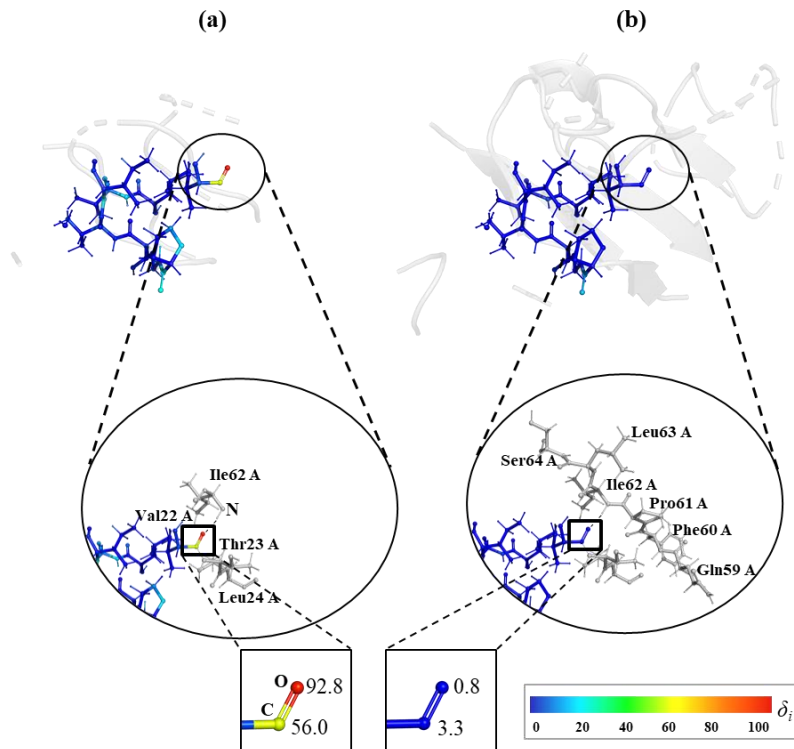 (a)
(b)
Ile62 A
Val22 A
N
Thr23 A
Leu24 A
Leu63 A
Ser64 A
Ile62 A
Pro61 A
Phe60 A
Gln59 A
O
92.8
C
56.0
0.8
3.3
δi
0 20 40 60 80 100